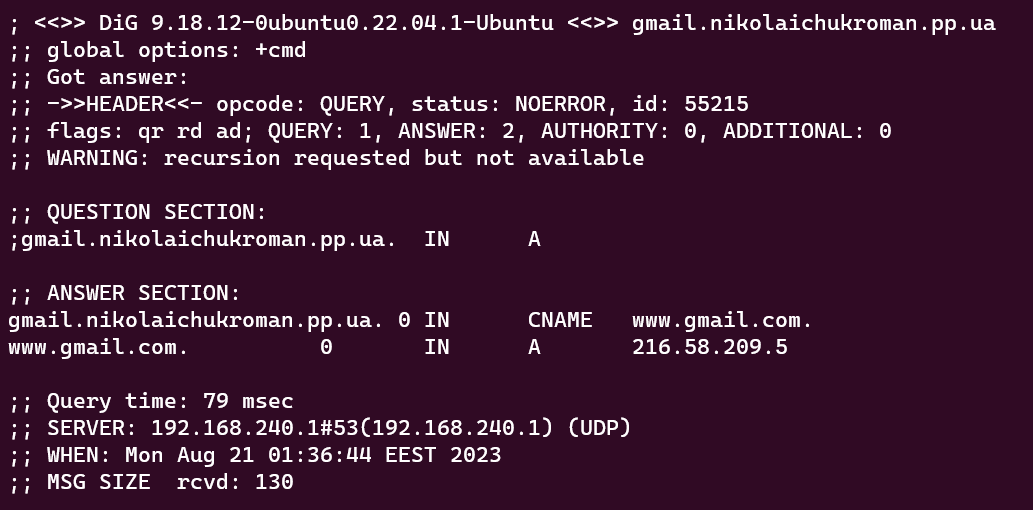 ; <<>> DiG 9.18.12-0ubuntu0.22.04.1-Ubuntu <<>> gmail.nikolaichukroman.pp.ua
;; global options: +cmd
;; Got answer:
;; ->>HEADER<<- opcode: QUERY, status: NOERROR, id: 55215
;; flags: qr rd ad; QUERY: 1, ANSWER: 2, AUTHORITY: 0, ADDITIONAL: 0
;; WARNING: recursion requested but not available
;; QUESTION SECTION:
;gmail.nikolaichukroman.pp.ua.  IN      A
;; ANSWER SECTION:
gmail.nikolaichukroman.pp.ua. 0 IN      CNAME   www.gmail.com.
www.gmail.com.          0       IN      A       216.58.209.5
;; Query time: 79 msec
;; SERVER: 192.168.240.1#53(192.168.240.1) (UDP)
;; WHEN: Mon Aug 21 01:36:44 EEST 2023
;; MSG SIZE  rcvd: 130